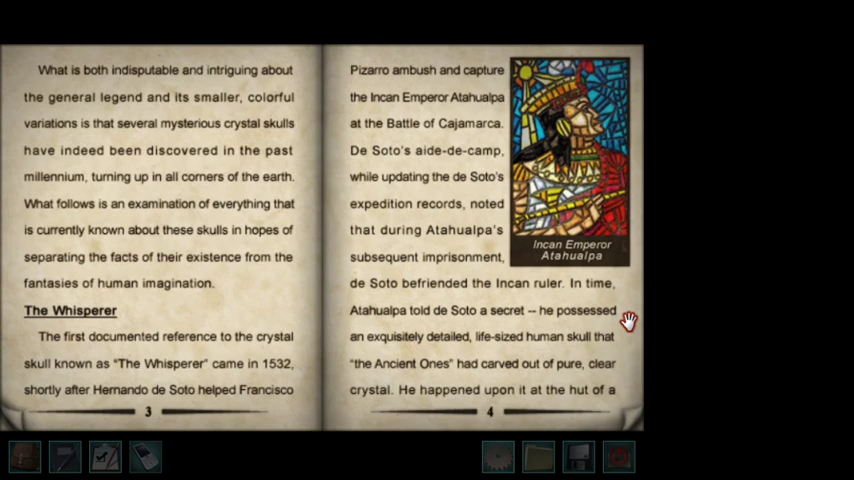 What is both indisputable and intriguing about
the general legend and its smaller, colorful
variations is that several mysterious crystal skulls
have indeed been discovered in the past
millennium, turning up in all corners of the earth.
What follows is an examination of everything that
is currently known about these skulls in hopes of
separating the facts of their existence from the
fantasies of human imagination.
The Whisperer
The first documented reference to the crystal
skull known as “The Whisperer” came in 1532,
shortly after Hernando de Soto helped Francisco
3
Pizarro ambush and capture
the Incan Emperor Atahualpa
at the Battle of Cajamarca.
De Soto's aide-de-camp,
while updating the de Soto's
expedition records, noted
that during Atahualpa's
subsequent imprisonment,
Incan Emperor
Atahualpa
de Soto befriended the Incan ruler. In time,
Atahualpa told de Soto a secret -- he possessed
an exquisitely detailed, life-sized human skull that
“the Ancient Ones” had carved out of pure, clear
crystal. He happened upon it at the hut of a
4